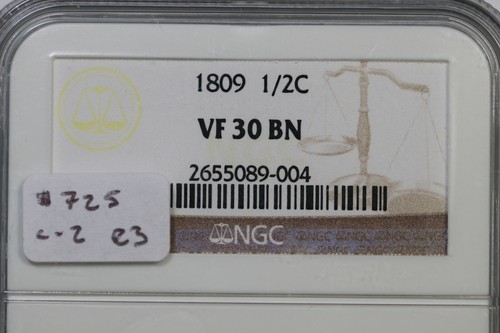 1809 1/2C
VF 30 BN
2655089-004
NGC
$725
c-2 e3